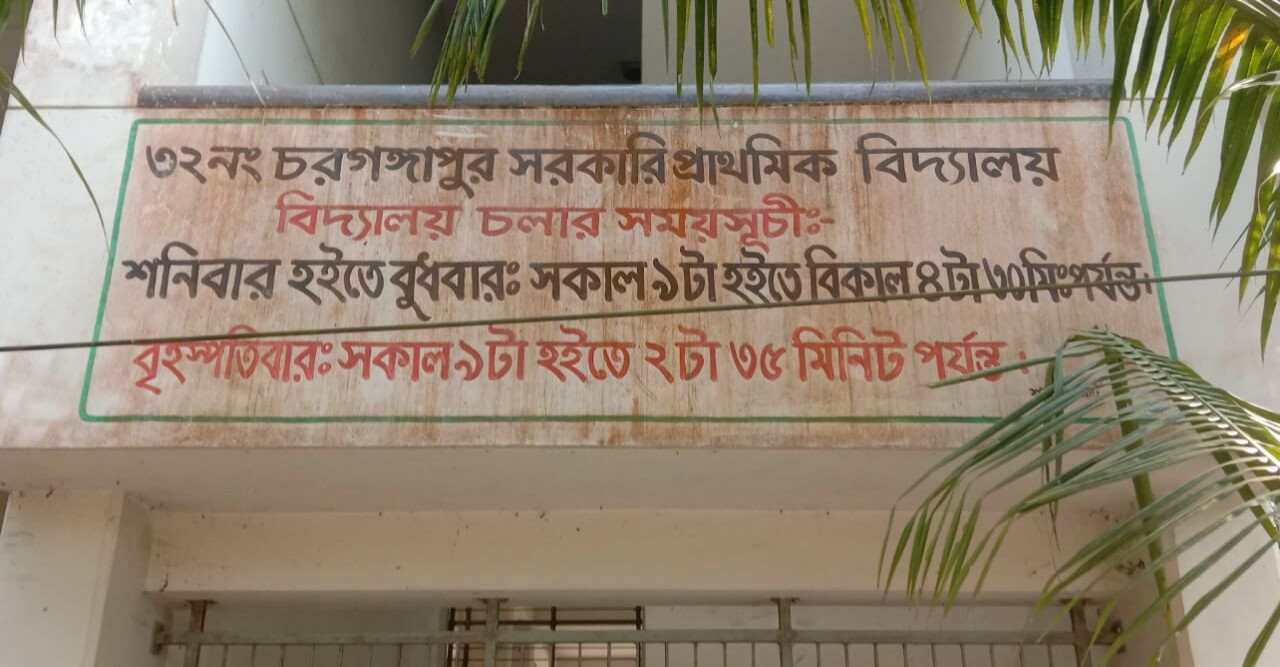 ৩২নং চরগঙ্গাপুর সরকারি প্রাথমিক বিদ্যালয়
বিদ্যালয় চলার সময়সূচীঃ-
শনিবার হইতে বুধবারঃ সকাল ৯টা হইতে বিকাল ৪টা ৩০মিঃপর্যন্ত।
বৃহস্পতিবারঃ সকাল ৯টা হইতে ২ টা ৩৫ মিনিট পর্যন্ত।